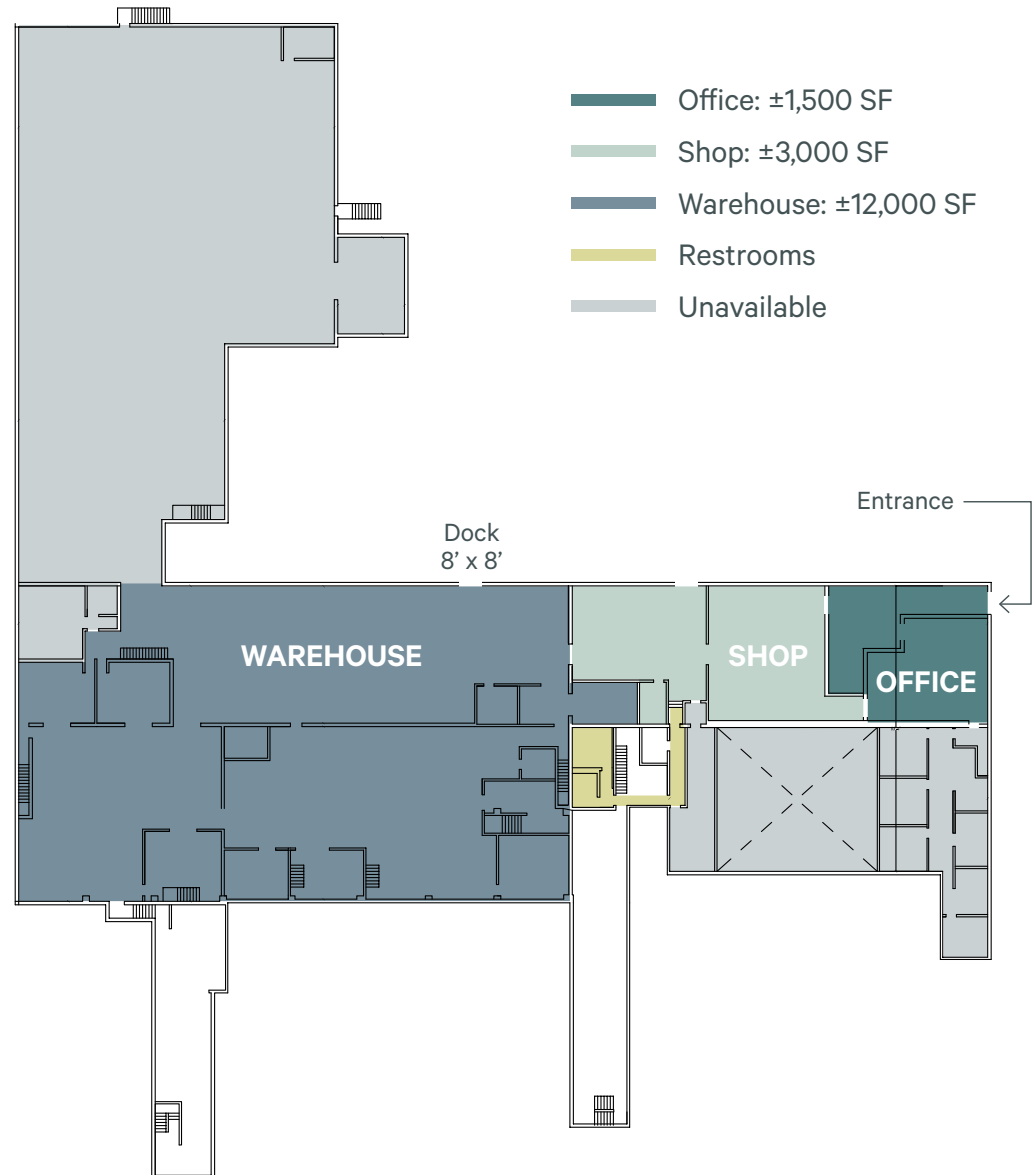 Office: ±1,500 SF
Shop: ±3,000 SF
Warehouse: ±12,000 SF
Restrooms
Unavailable
Entrance
Dock
8’ x 8’
WAREHOUSE
SHOP
OFFICE